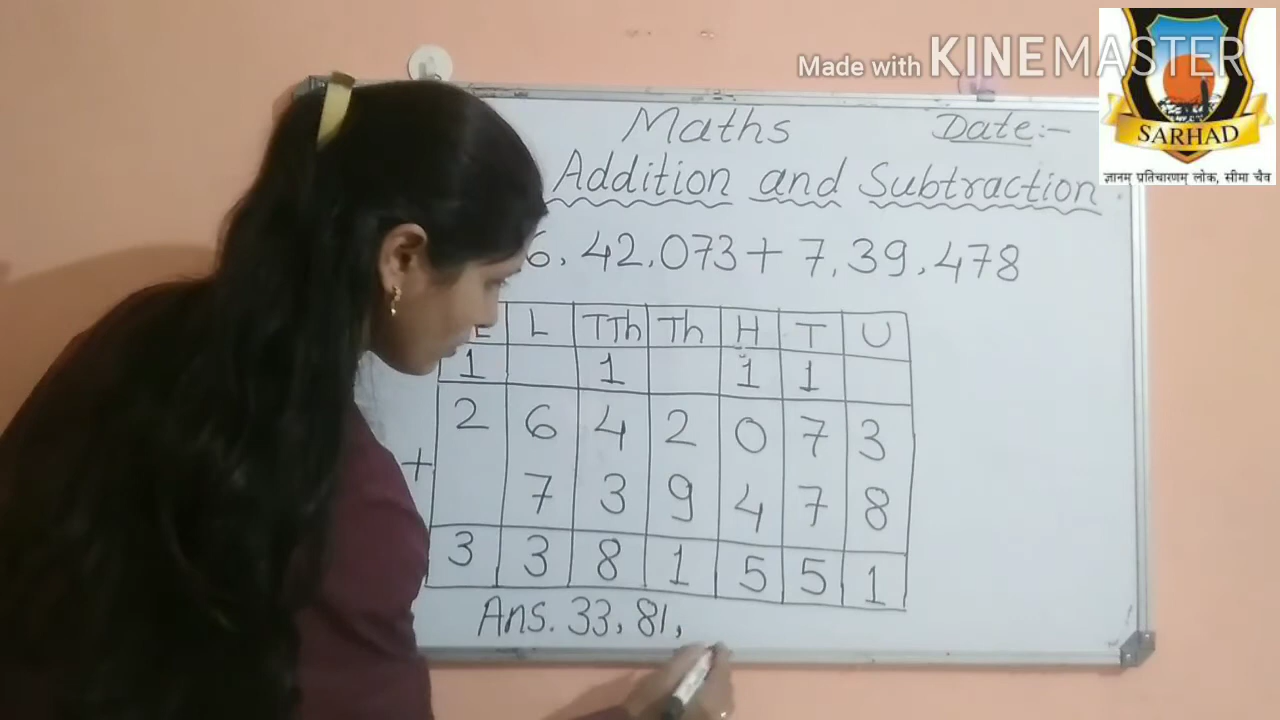 Made with KINEMASTER
SARHAD
ज्ञानम् प्रतिचारणम् लोक, सीमा चैव
Maths Date:-
Addition and Subtraction.
6,42,073+7,39,478
L TTh Th H T U
1 1 1 1
2 6 4 2 0 7 3
+ 7 3 9 4 7 8
3 3 8 1 5 5 1
Ans. 33,81,